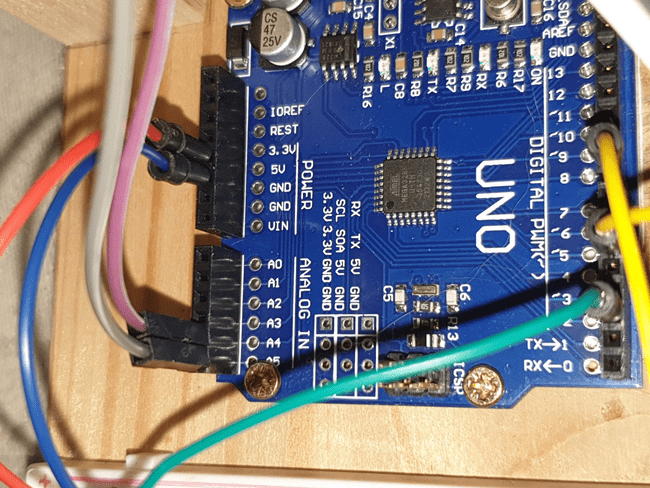 CS
47
25V
C15
C4
X1
C14
C16
SDA
AREF
GND
13
12
~11
~10
~9
8
7
~6
~5
4
~3
2
TX→1
RX←0
R16
L
C8
R8
TX
R7
R9
RX
R6
R17
ON
IOREF
REST
3.3V
5V
GND
GND
VIN
POWER
UNO
DIGITAL PWM(~)
A0
A1
A2
A3
A4
A5
ANALOG IN
RX TX 5V GND
SCL SDA 5V GND
3.3V 3.3V GND GND
C5
C6
R13
ICSP